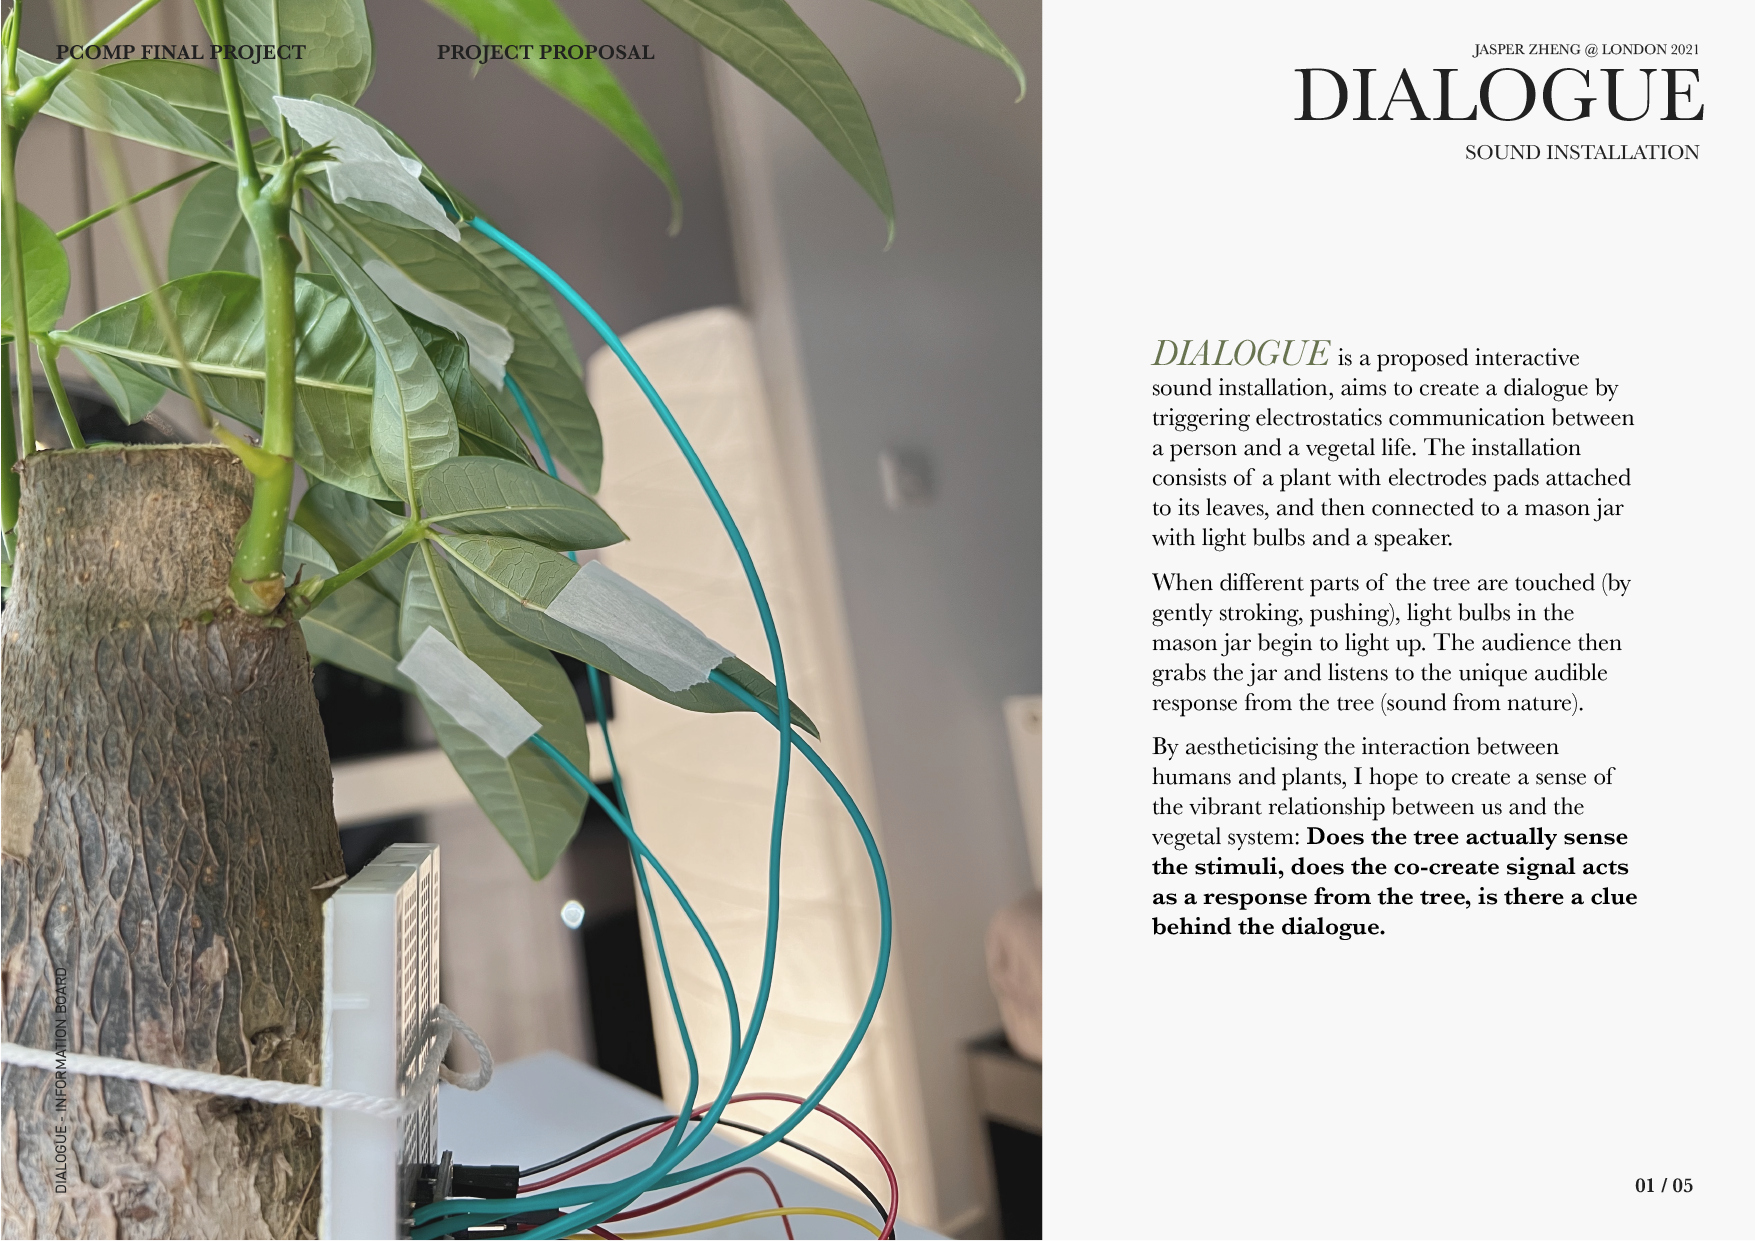 PCOMP FINAL PROJECT
PROJECT PROPOSAL
JASPER ZHENG @ LONDON 2021
DIALOGUE
SOUND INSTALLATION
DIALOGUE is a proposed interactive
sound installation, aims to create a dialogue by
triggering electrostatics communication between
a person and a vegetal life. The installation
consists of a plant with electrodes pads attached
to its leaves, and then connected to a mason jar
with light bulbs and a speaker.
When different parts of the tree are touched (by
gently stroking, pushing), light bulbs in the
mason jar begin to light up. The audience then
grabs the jar and listens to the unique audible
response from the tree (sound from nature).
By aestheticising the interaction between
humans and plants, I hope to create a sense of
the vibrant relationship between us and the
vegetal system: Does the tree actually sense
the stimuli, does the co-create signal acts
as a response from the tree, is there a clue
behind the dialogue.
DIALOGUE - INFORMATION BOARD
01 / 05